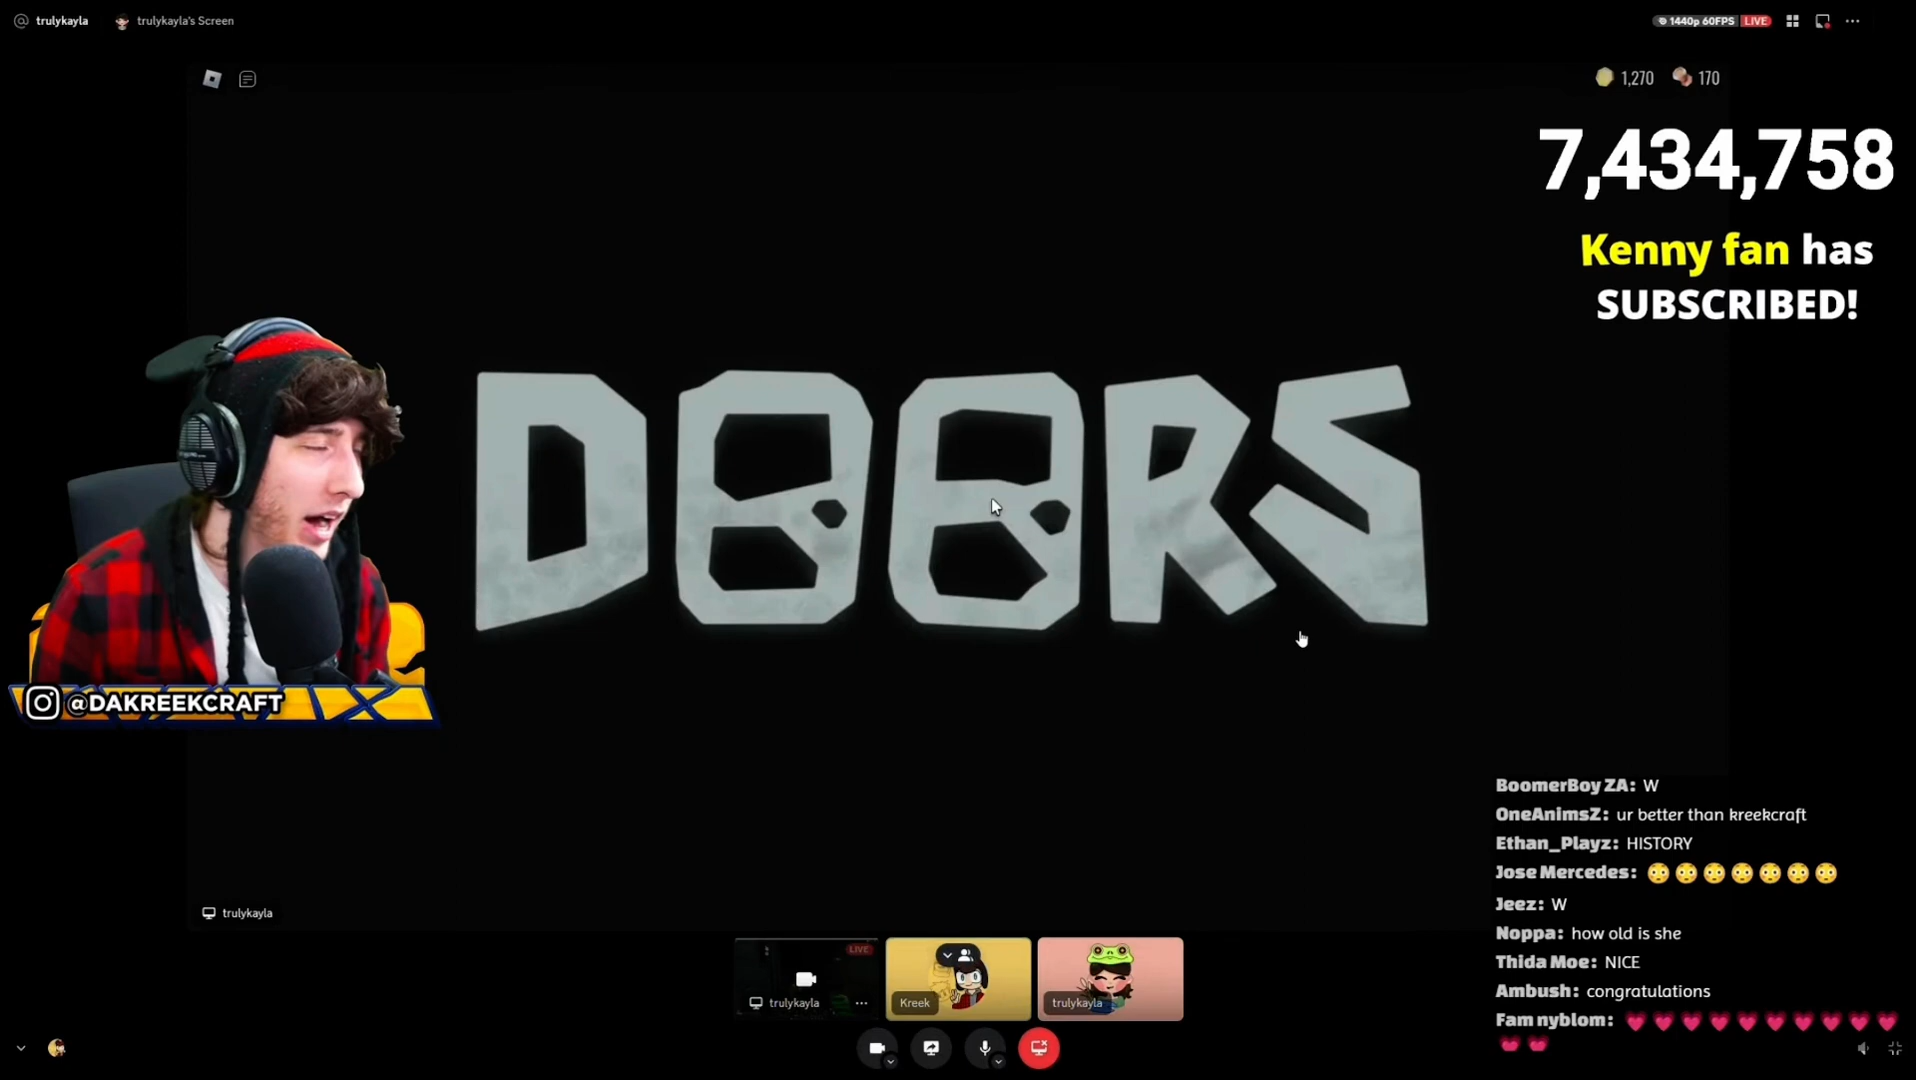 trulykayla
trulykayla's Screen
1440p 60FPS LIVE
1,270
170
7,434,758
Kenny fan has
SUBSCRIBED!
DOORS
@DAKREEKCRAFT
BoomerBoy ZA: W
OneAnimsZ: ur better than kreekcraft
Ethan_Playz: HISTORY
Jose Mercedes: 😳😳😳😳😳😳😳
Jeez: W
Noppa: how old is she
Thida Moe: NICE
Ambush: congratulations
Fam nyblom: 💗💗💗💗💗💗💗💗💗💗
💗💗
trulykayla
LIVE
trulykayla
Kreek
trulykayla